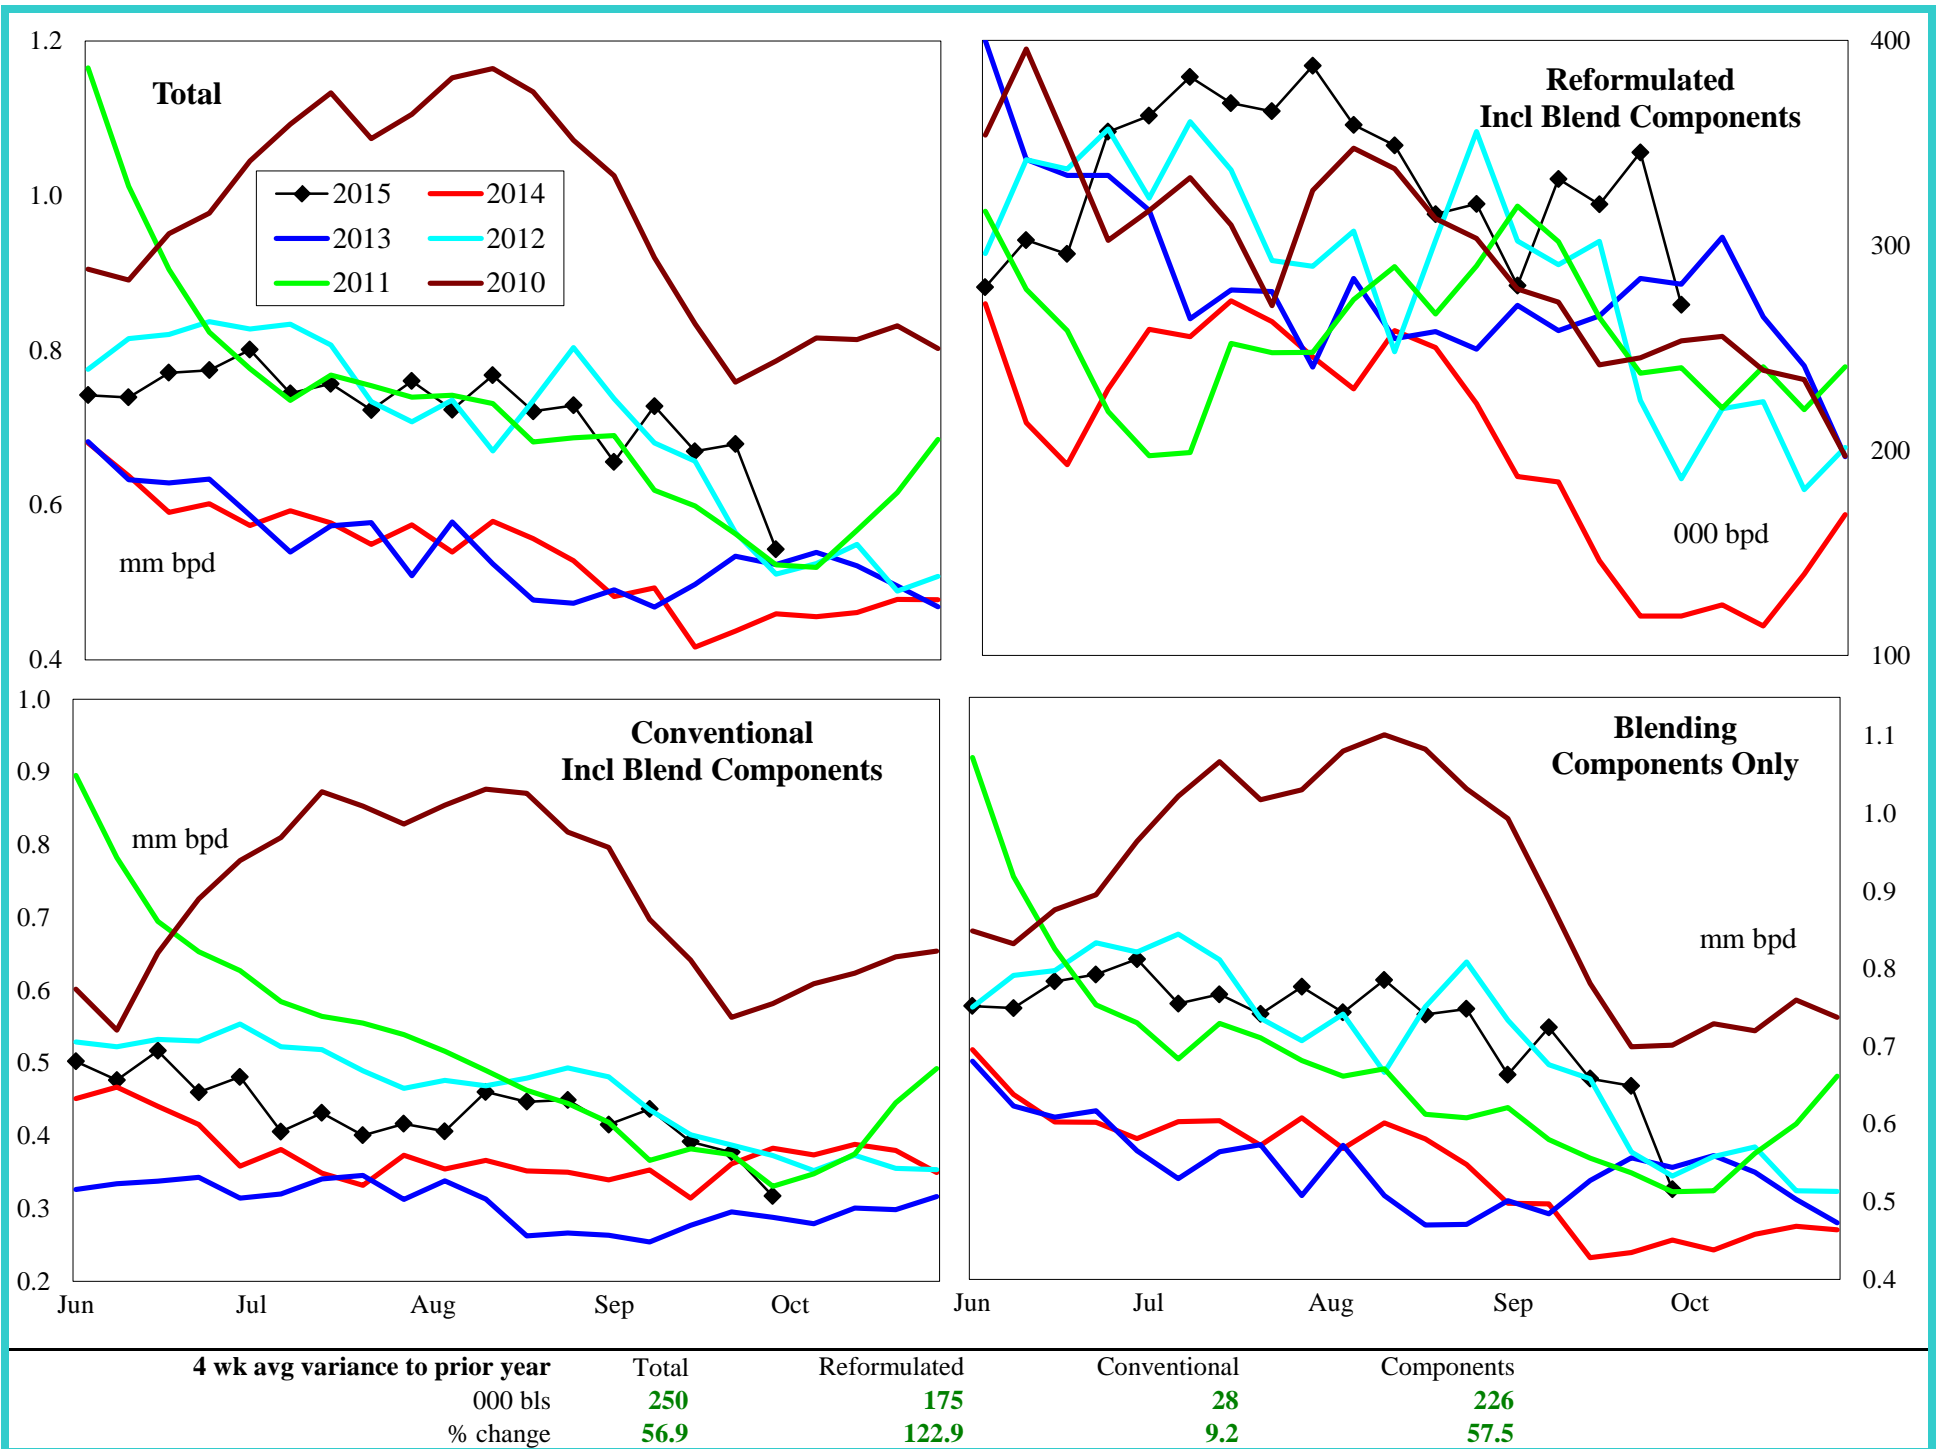 1.2
1.0
0.8
0.6
0.4
Total
2015
2014
2013
2012
2011
2010
mm bpd
Reformulated
Incl Blend Components
000 bpd
400
300
200
100
1.0
0.9
0.8
0.7
0.6
0.5
0.4
0.3
0.2
Conventional
Incl Blend Components
mm bpd
Jun Jul Aug Sep Oct
Blending
Components Only
mm bpd
1.1
1.0
0.9
0.8
0.7
0.6
0.5
0.4
Jun Jul Aug Sep Oct
4 wk avg variance to prior year Total Reformulated Conventional Components
000 bls 250 175 28 226
% change 56.9 122.9 9.2 57.5